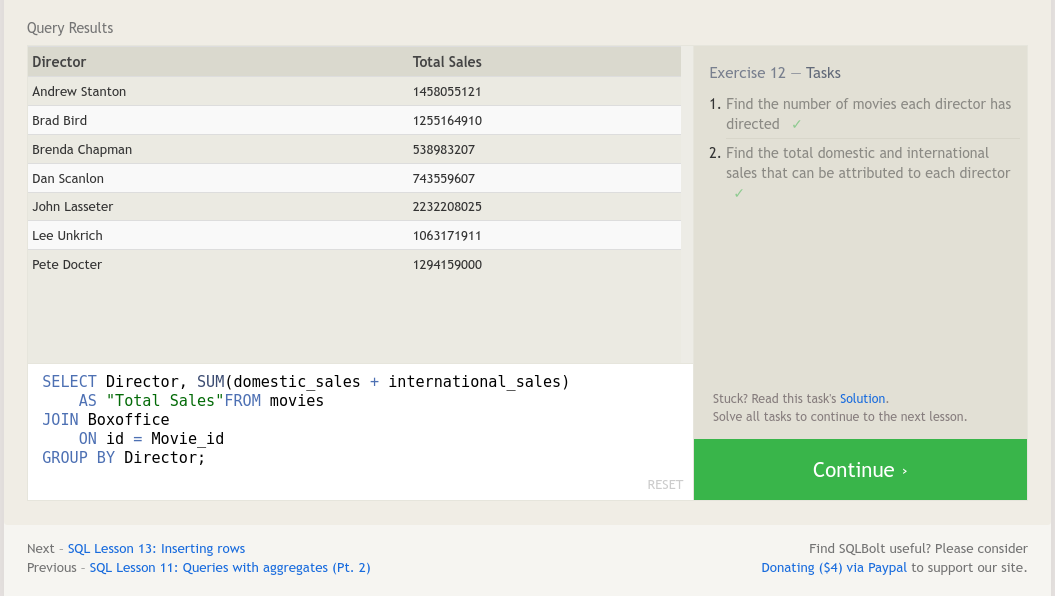 Query Results
Director Total Sales
Andrew Stanton 1458055121
Brad Bird 1255164910
Brenda Chapman 538983207
Dan Scanlon 743559607
John Lasseter 2232208025
Lee Unkrich 1063171911
Pete Docter 1294159000
SELECT Director, SUM(domestic_sales + international_sales)
    AS "Total Sales"FROM movies
JOIN Boxoffice
    ON id = Movie_id
GROUP BY Director;
RESET
Exercise 12 — Tasks
1. Find the number of movies each director has
directed ✓
2. Find the total domestic and international
sales that can be attributed to each director
✓
Stuck? Read this task's Solution.
Solve all tasks to continue to the next lesson.
Continue ›
Next - SQL Lesson 13: Inserting rows
Previous - SQL Lesson 11: Queries with aggregates (Pt. 2)
Find SQLBolt useful? Please consider
Donating ($4) via Paypal to support our site.